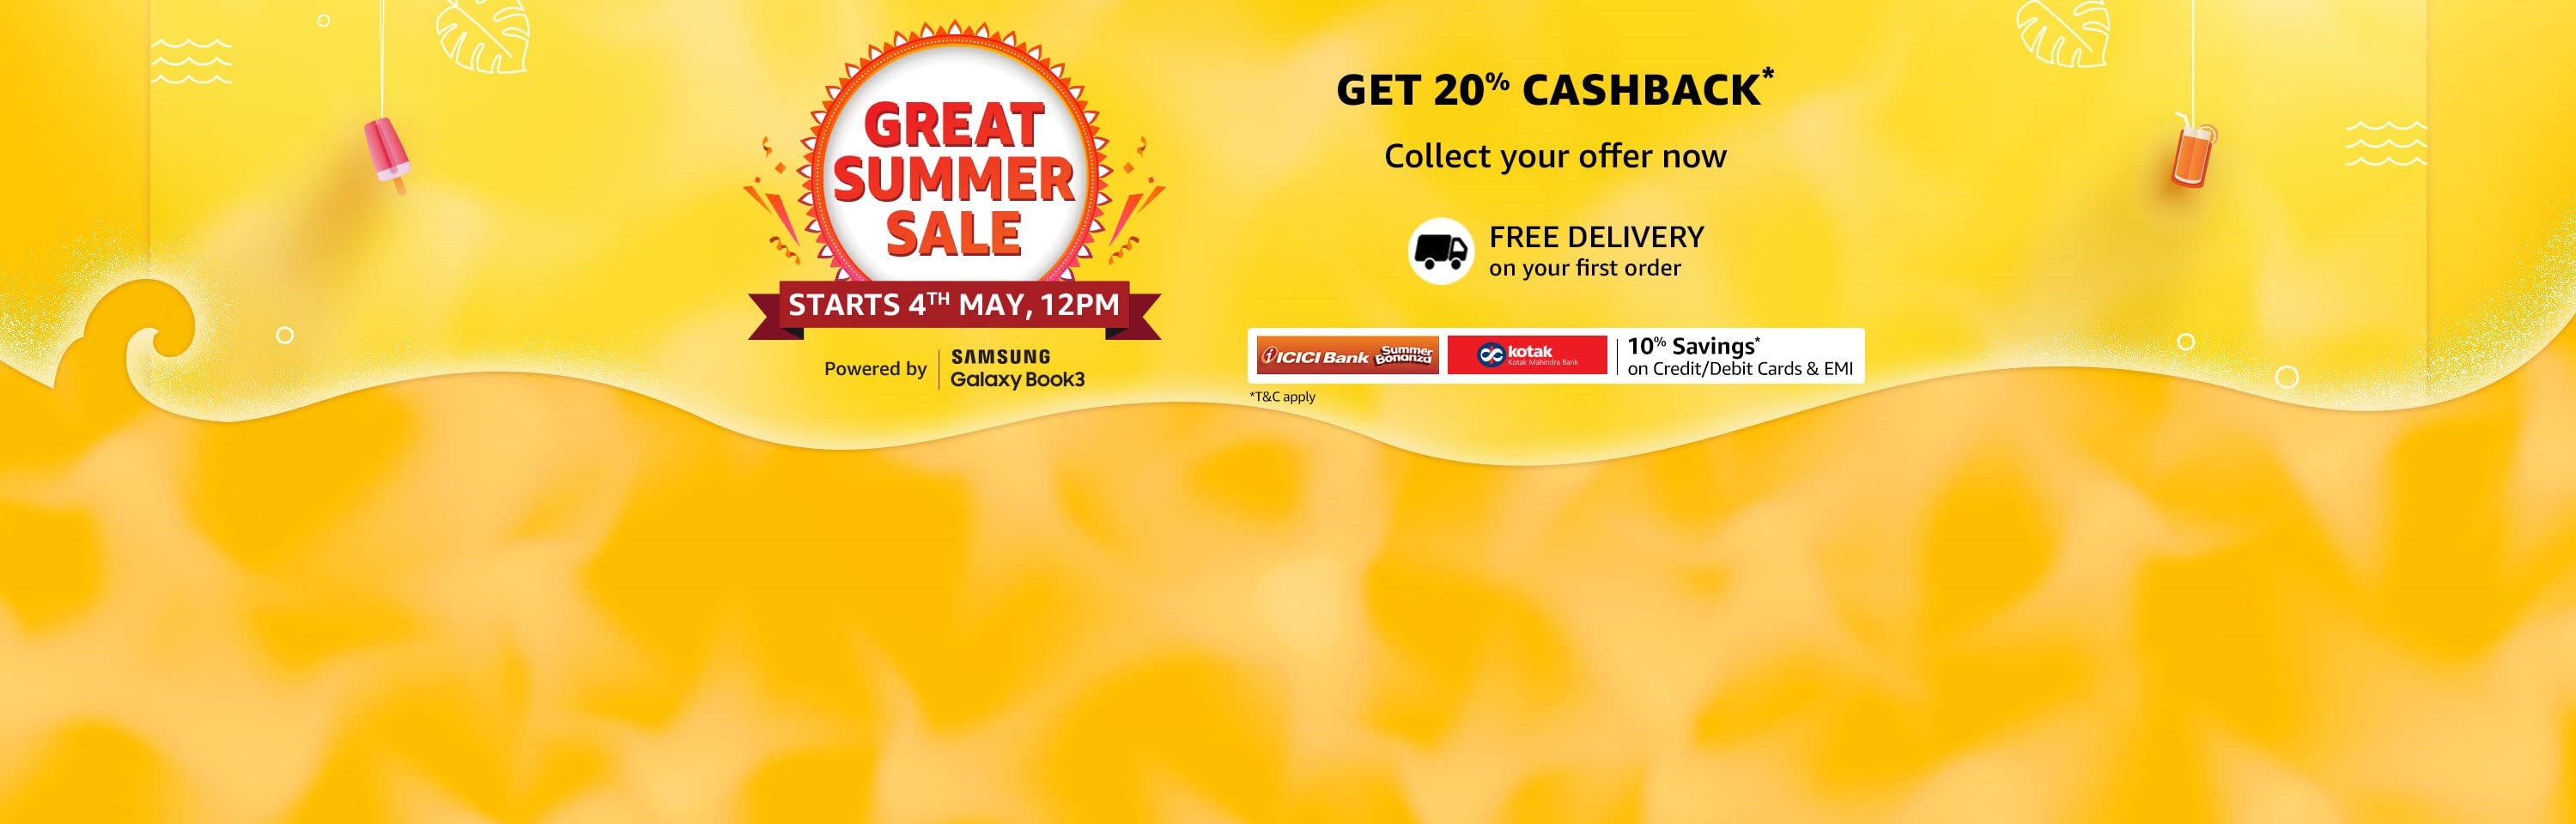 GREAT
SUMMER
SALE
STARTS 4TH MAY, 12PM
Powered by
SAMSUNG
Galaxy Book3
GET 20% CASHBACK*
Collect your offer now
FREE DELIVERY
on your first order
ICICI Bank
Summer
Bonanza
kotak
Kotak Mahindra Bank
10% Savings*
on Credit/Debit Cards & EMI
*T&C apply